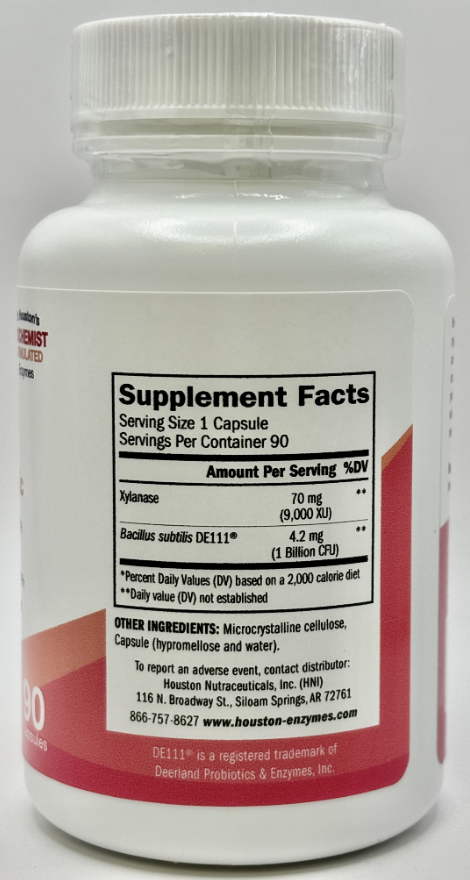 Houston's
CHEMIST
Supplement Facts
Serving Size 1 Capsule
Servings Per Container 90
Amount Per Serving %DV
Xylanase 70 mg **
(9,000 XU)
Bacillus subtilis DE111® 4.2 mg **
(1 Billion CFU)
*Percent Daily Values (DV) based on a 2,000 calorie diet
**Daily value (DV) not established
OTHER INGREDIENTS: Microcrystalline cellulose,
Capsule (hypromellose and water).
To report an adverse event, contact distributor:
Houston Nutraceuticals, Inc. (HNI)
116 N. Broadway St., Siloam Springs, AR 72761
866-757-8627 www.houston-enzymes.com
90
DE111® is a registered trademark of
Deerland Probiotics & Enzymes, Inc.